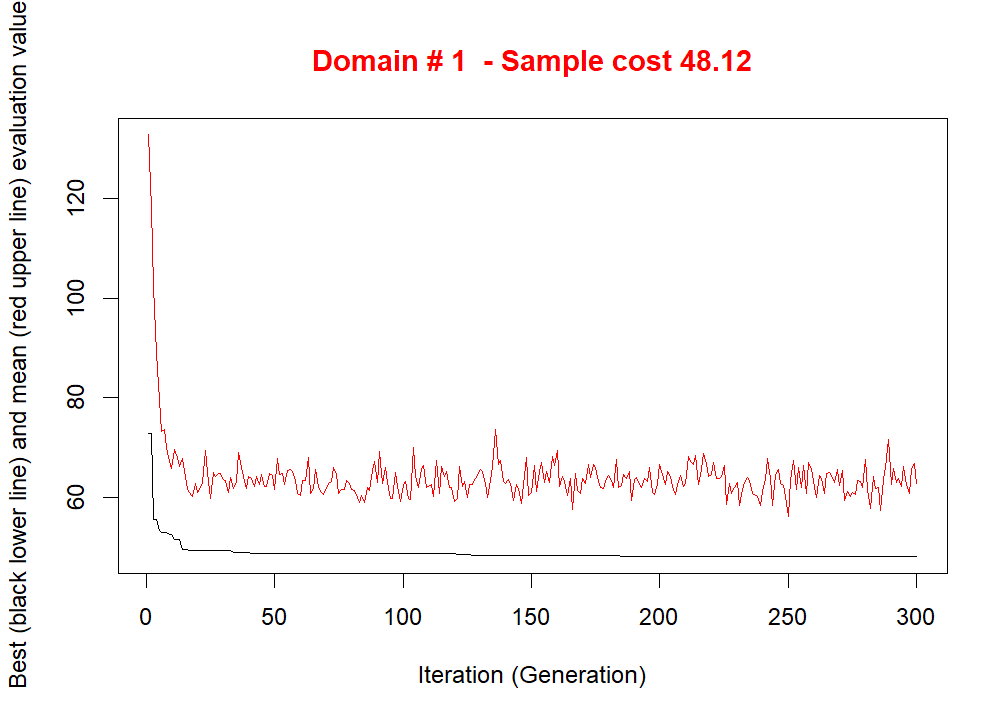 Domain # 1  - Sample cost 48.12
Best (black lower line) and mean (red upper line) evaluation value
120
100
80
60
0 50 100 150 200 250 300
Iteration (Generation)